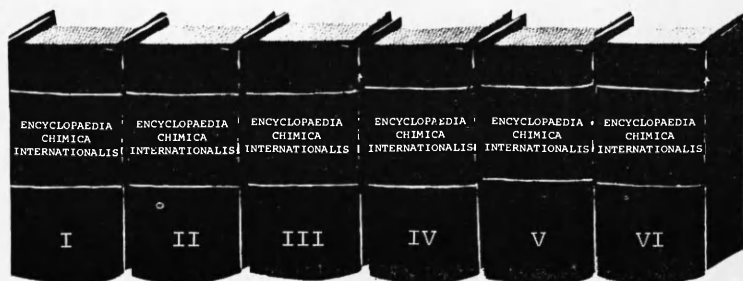 ENCYCLOPAEDIA
CHIMICA
INTERNATIONALIS
I
ENCYCLOPAEDIA
CHIMICA
INTERNATIONALIS
II
ENCYCLOPAEDIA
CHIMICA
INTERNATIONALIS
III
ENCYCLOPAEDIA
CHIMICA
INTERNATIONALIS
IV
ENCYCLOPAEDIA
CHIMICA
INTERNATIONALIS
V
ENCYCLOPAEDIA
CHIMICA
INTERNATIONALIS
VI